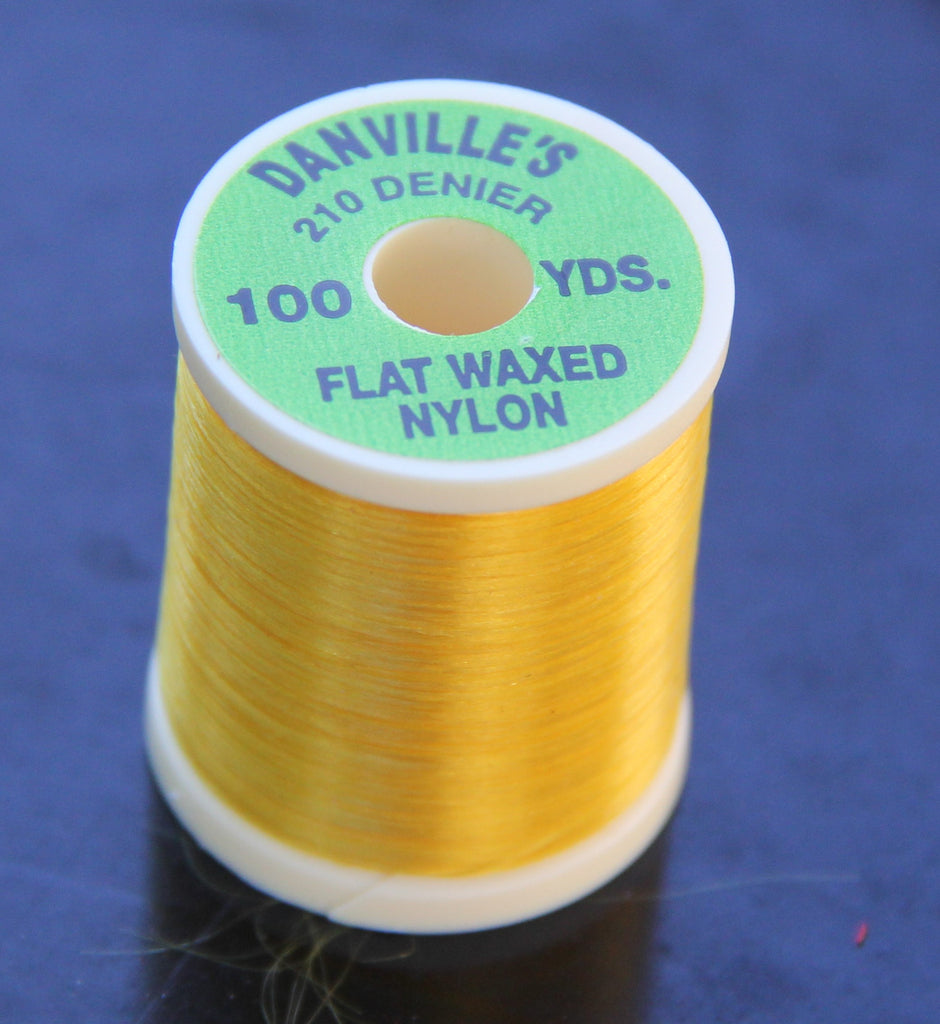 DANVILLE'S
210 DENIER
100 YDS.
FLAT WAXED
NYLON